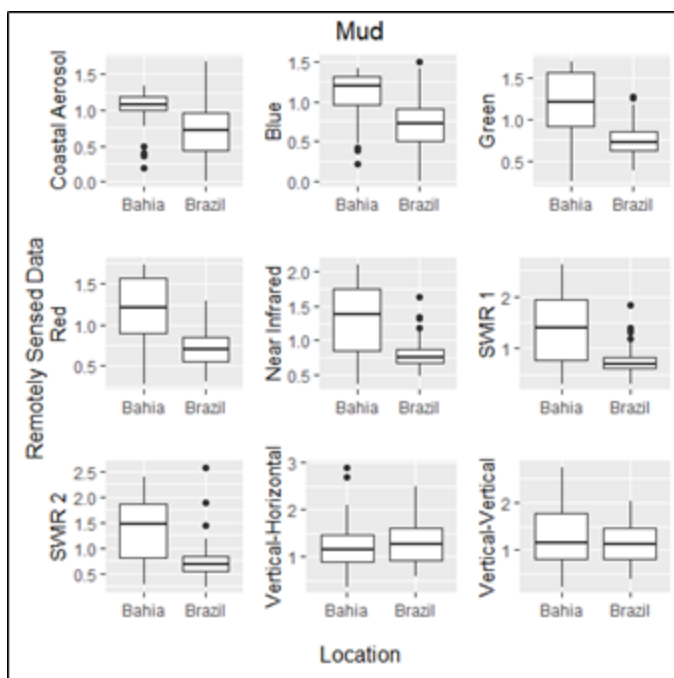 Mud
Coastal Aerosol
1.5
1.0
0.5
0.0
Bahia Brazil
Blue
1.5
1.0
0.5
0.0
Bahia Brazil
Green
1.5
1.0
0.5
Bahia Brazil
Remotely Sensed Data
Red
1.5
1.0
0.5
Bahia Brazil
Near Infrared
2.0
1.5
1.0
0.5
Bahia Brazil
SWIR 1
2
1
Bahia Brazil
SWIR 2
2.5
2.0
1.5
1.0
0.5
Bahia Brazil
Vertical-Horizontal
3
2
1
Bahia Brazil
Vertical-Vertical
2
1
Bahia Brazil
Location